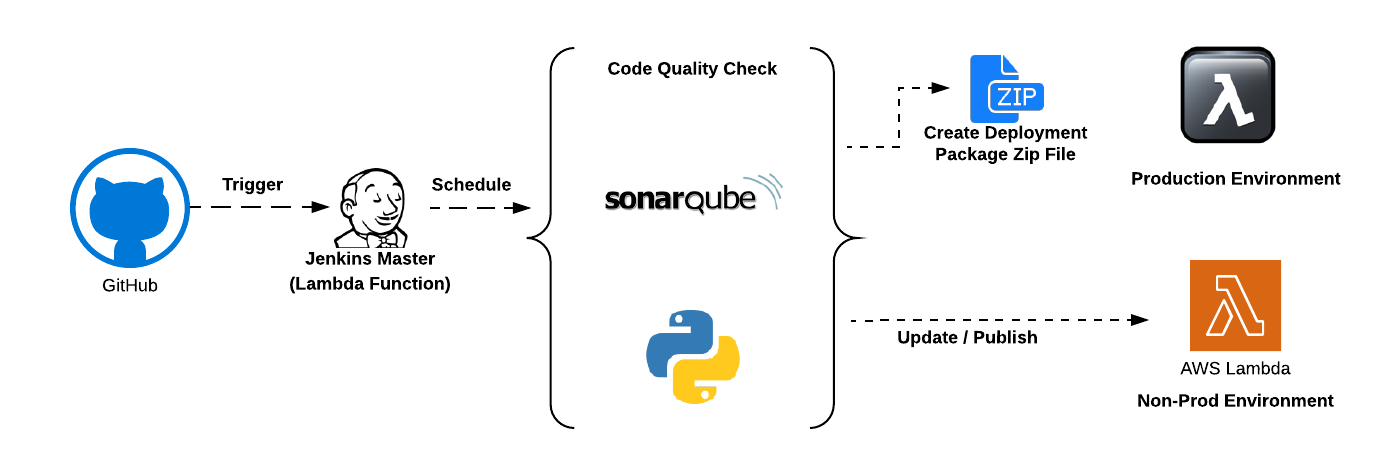 Code Quality Check
ZIP
Create Deployment
Package Zip File
Production Environment
Trigger
Schedule
sonarqube
Jenkins Master
(Lambda Function)
GitHub
Update / Publish
AWS Lambda
Non-Prod Environment